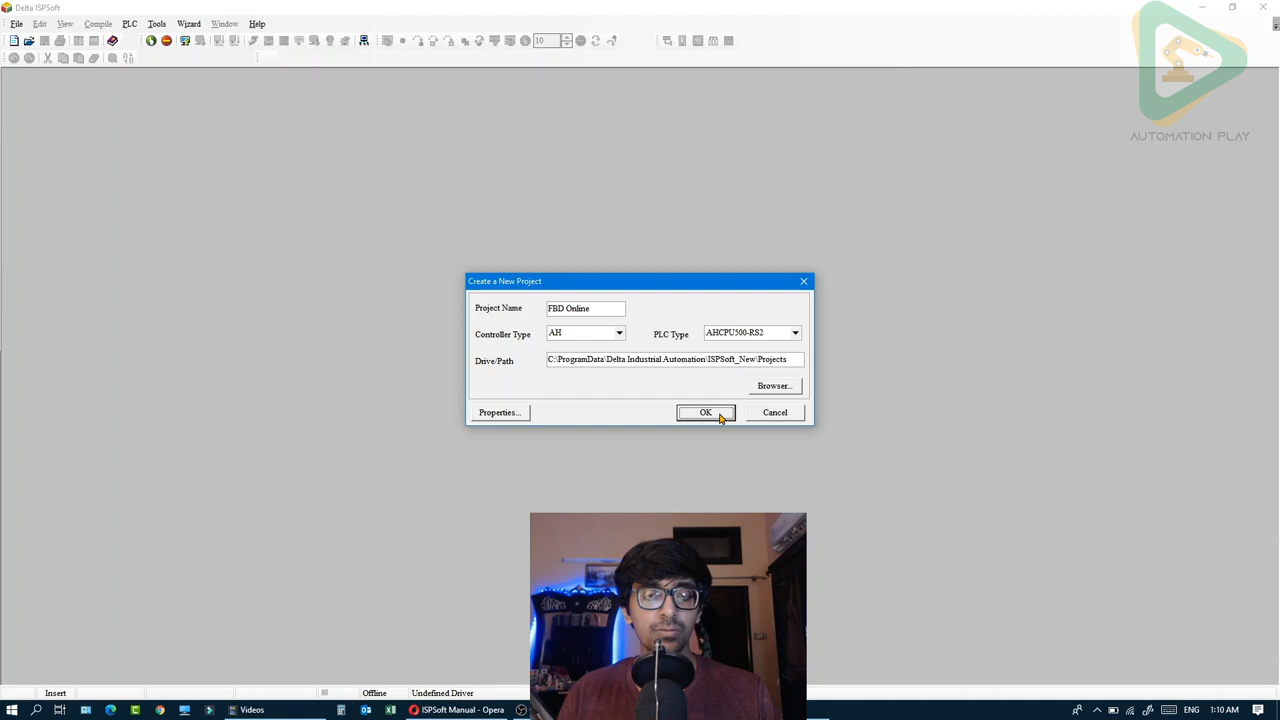 Delta ISPSoft
File Edit View Compile PLC Tools Wizard Window Help
10
AUTOMATION PLAY
Create a New Project
Project Name FBD Online
Controller Type AH PLC Type AHCPU500-RS2
Drive/Path C:\ProgramData\Delta Industrial Automation\ISPSoft_New\Projects
Browser...
Properties... OK Cancel
Insert Offline Undefined Driver
Videos ISPSoft Manual - Opera ENG 1:10 AM